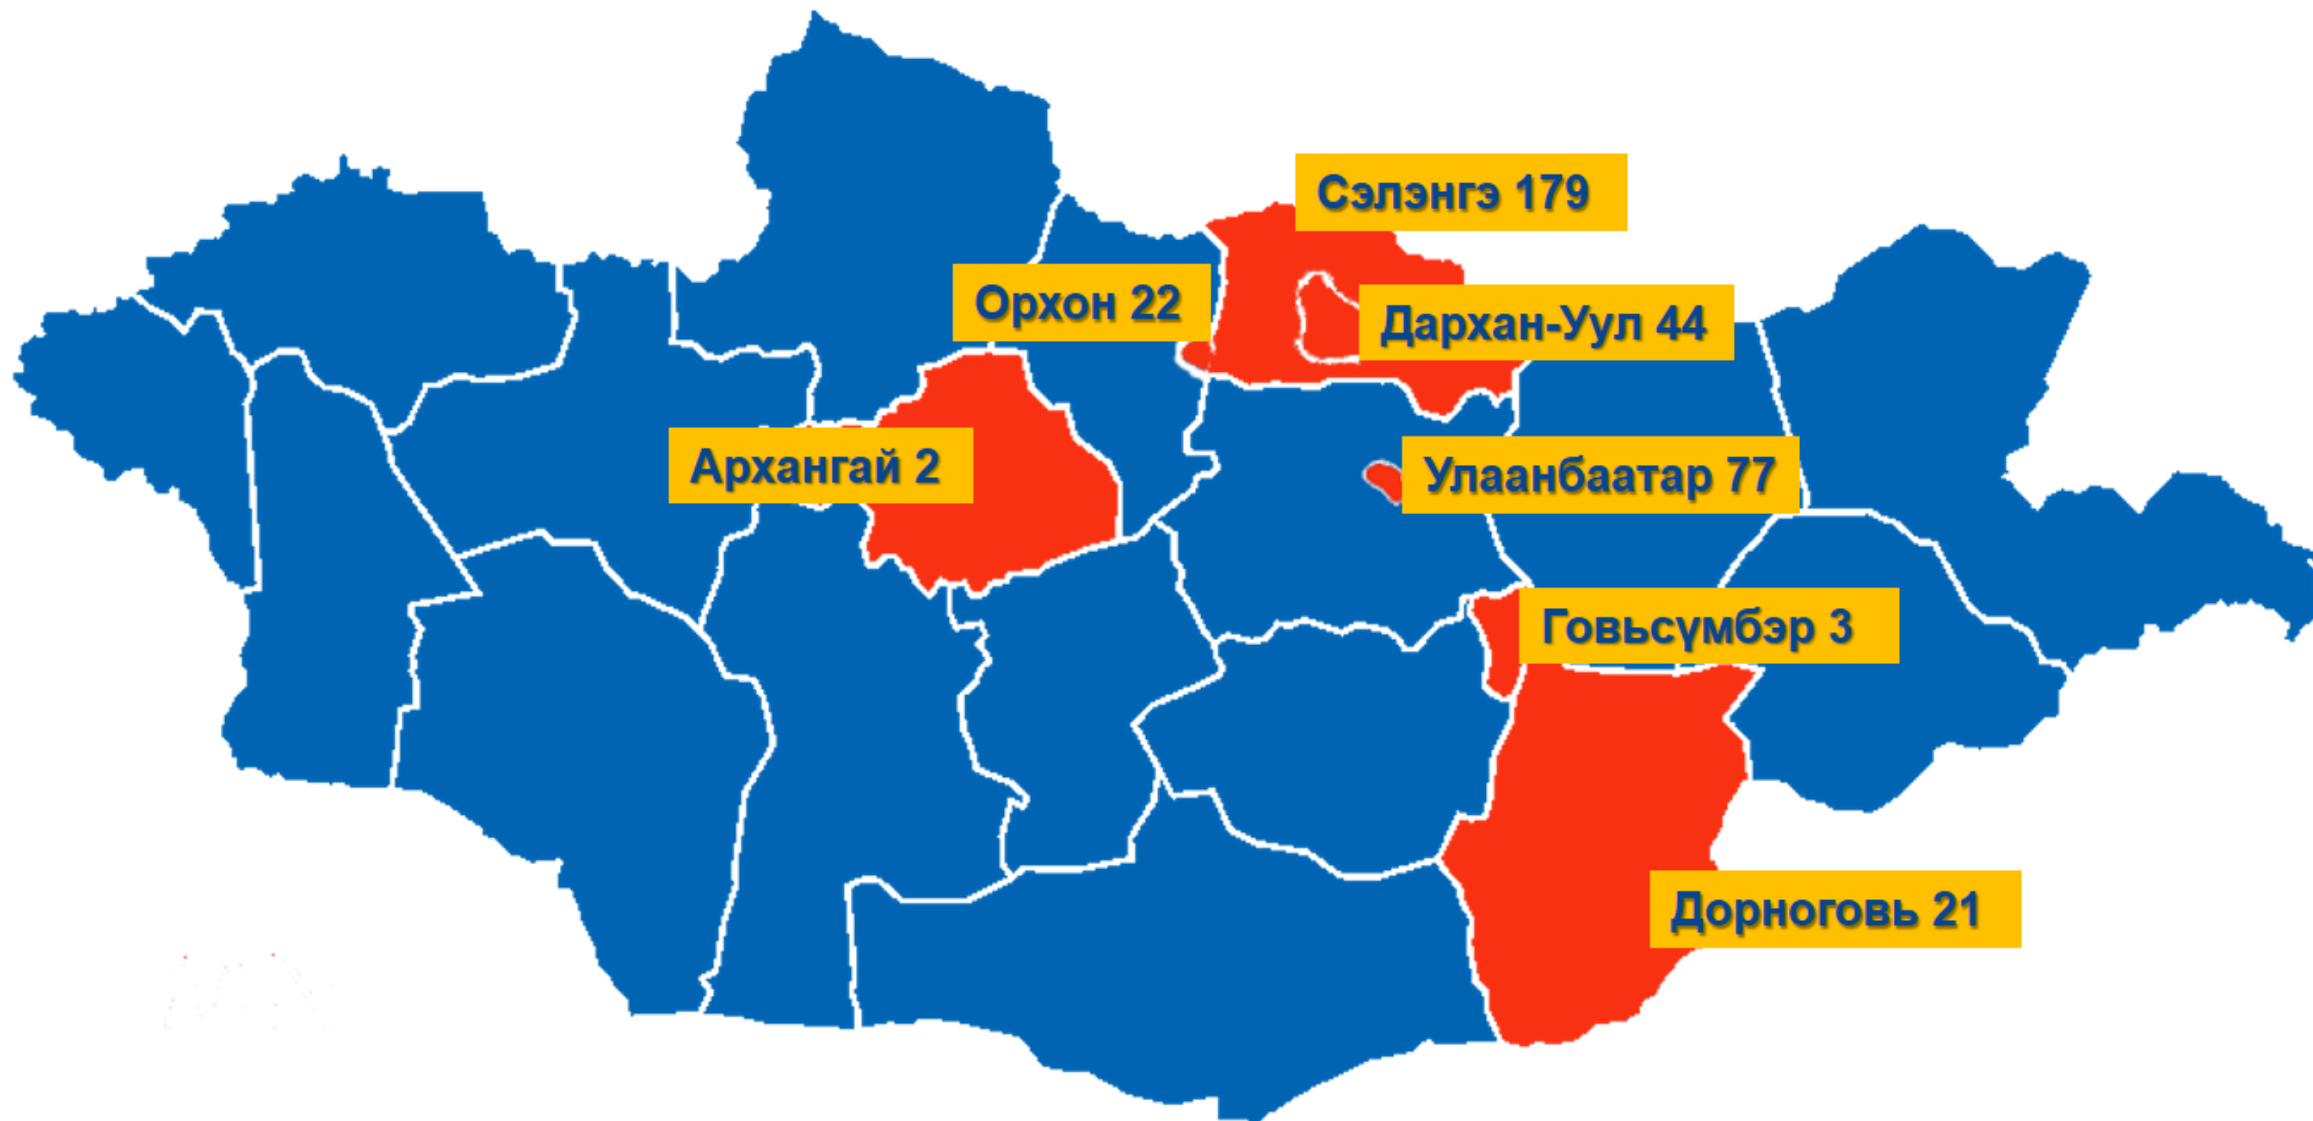 Сэлэнгэ 179
Орхон 22
Дархан-Уул 44
Архангай 2
Улаанбаатар 77
Говьсүмбэр 3
Дорноговь 21